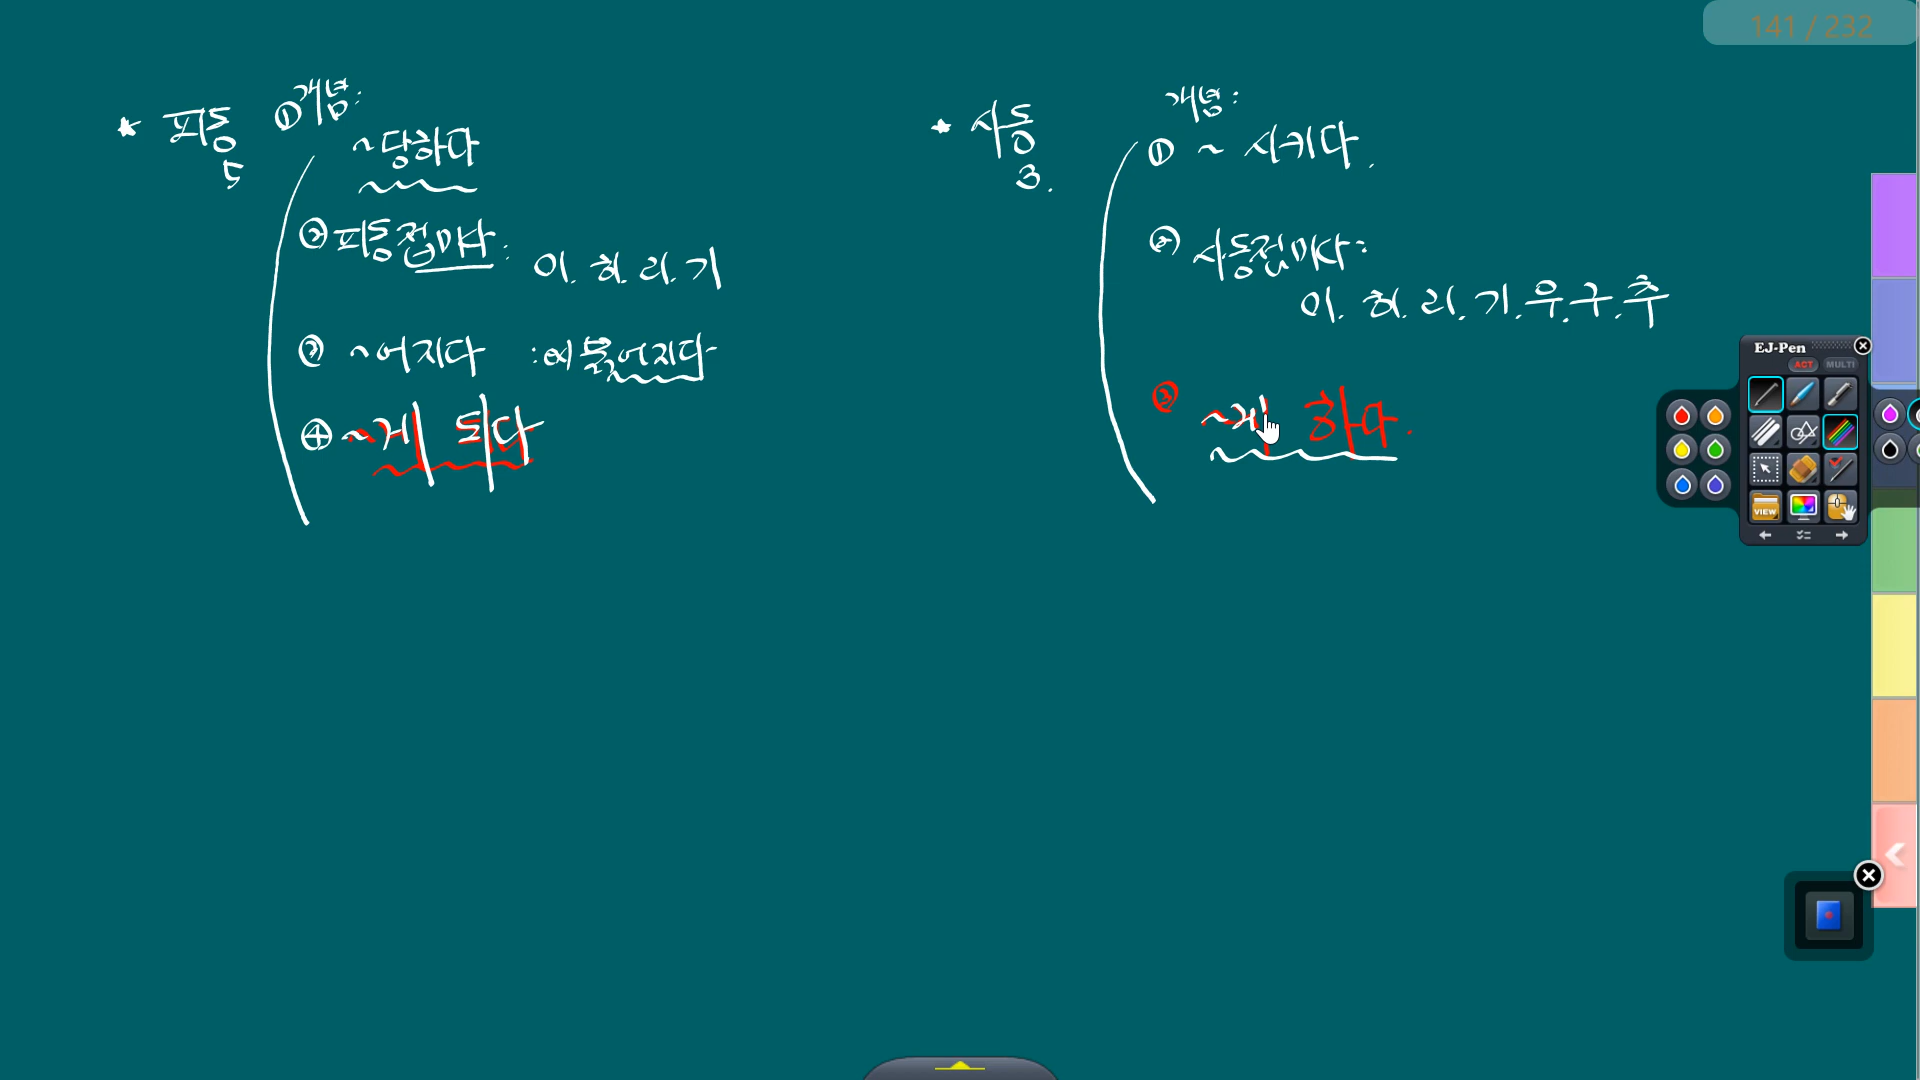 141 / 232
★ 피동 ① 개념:
5
~당하다
② 피동접미사: 이. 히. 리. 기
③ ~어지다 : 예) 붉어지다
④ ~게 되다
★ 사동
3.
개념:
① ~ 시키다.
② 사동접미사:
이. 히. 리. 기. 우. 구. 추
③ ~게 하다.
EJ-Pen
ACT MULTI
VIEW